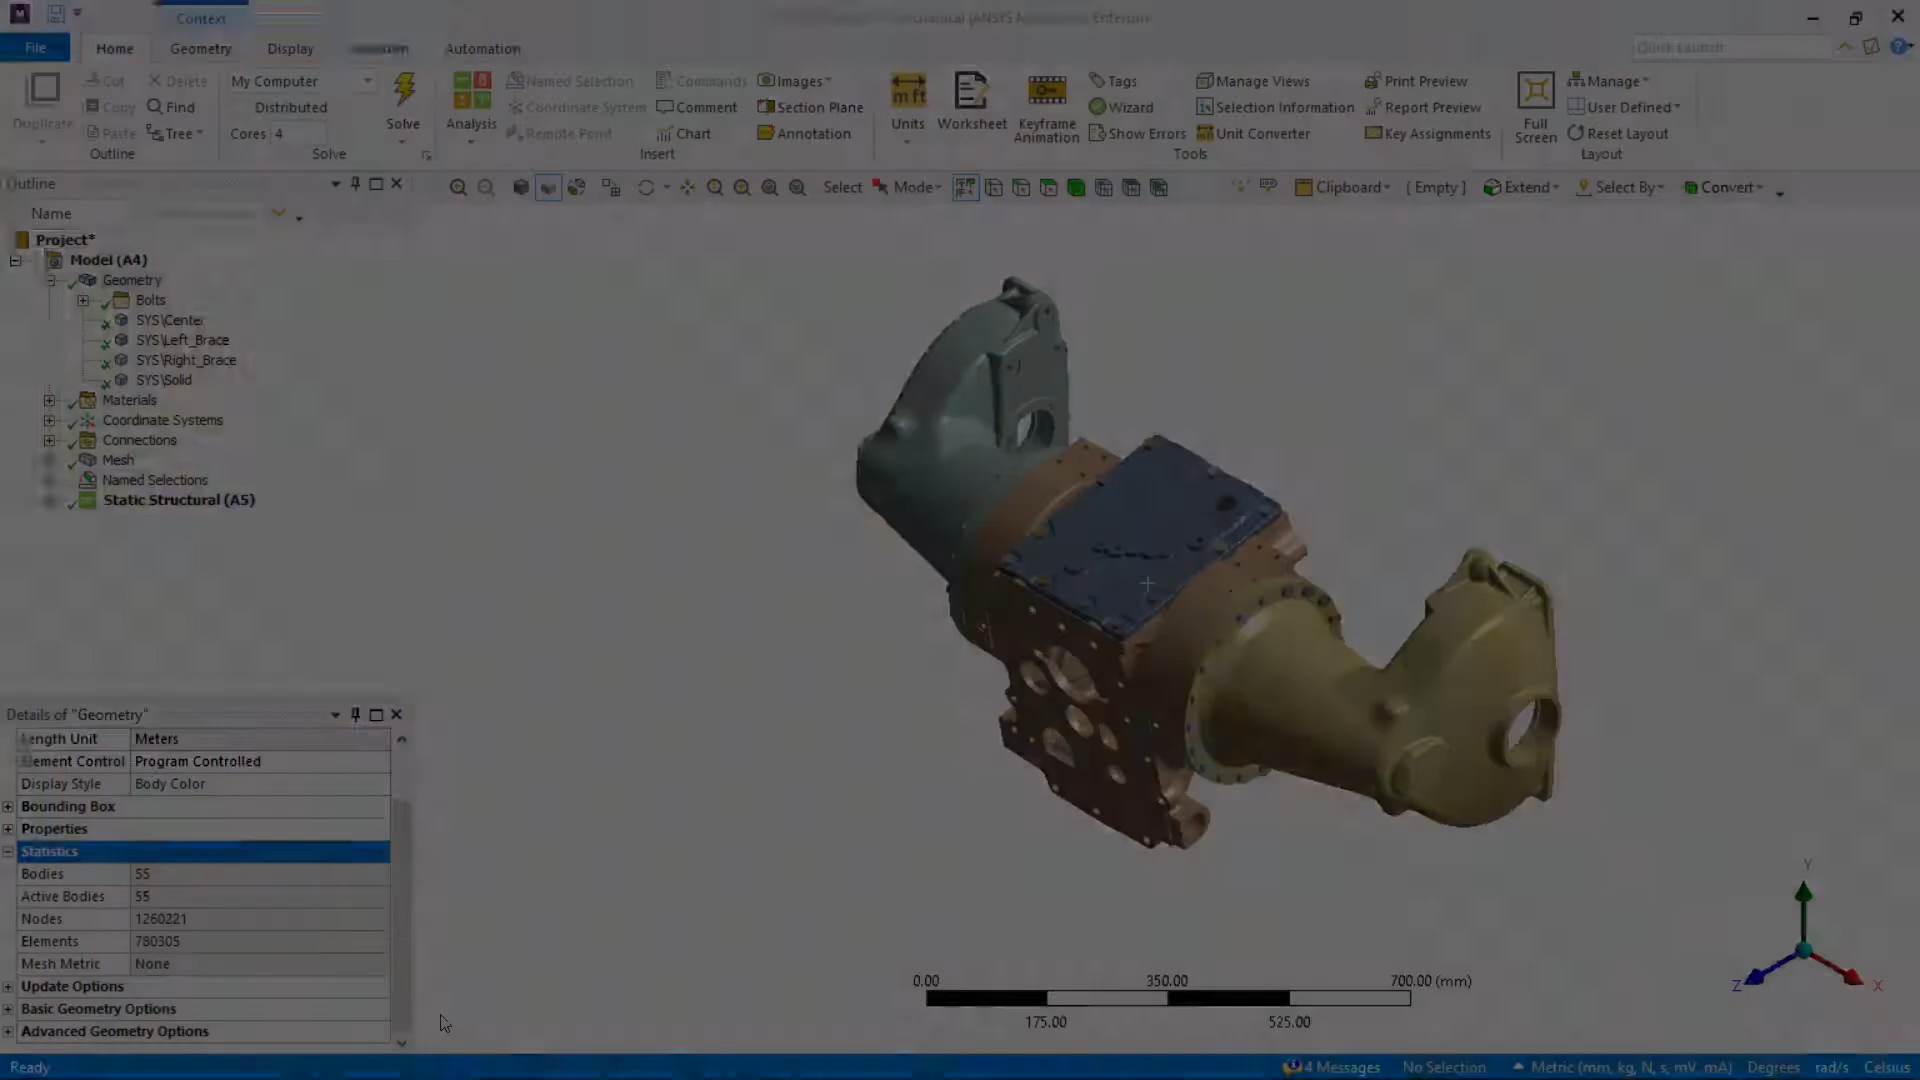 Context
File Home Geometry Display Automation Quick Launch
Duplicate Cut Copy Paste Delete Find Tree Outline
My Computer Distributed Cores 4 Solve Solve
Analysis Named Selection Coordinate System Remote Point Commands Comment Chart Images Section Plane Annotation Insert
Units Worksheet Keyframe Animation Tags Wizard Show Errors Manage Views Selection Information Unit Converter Print Preview Report Preview Key Assignments Tools
Full Screen Manage User Defined Reset Layout Layout
Outline
Select Mode Clipboard [ Empty ] Extend Select By Convert
Name
Project*
Model (A4)
Geometry
Bolts
SYS\Center
SYS\Left_Brace
SYS\Right_Brace
SYS\Solid
Materials
Coordinate Systems
Connections
Mesh
Named Selections
Static Structural (A5)
Details of "Geometry"
Length Unit Meters
Element Control Program Controlled
Display Style Body Color
Bounding Box
Properties
Statistics
Bodies 55
Active Bodies 55
Nodes 1260221
Elements 780305
Mesh Metric None
Update Options
Basic Geometry Options
Advanced Geometry Options
0.00 350.00 700.00 (mm)
175.00 525.00
Y
Z X
Ready 4 Messages No Selection Metric (mm, kg, N, s, mV, mA) Degrees rad/s Celsius